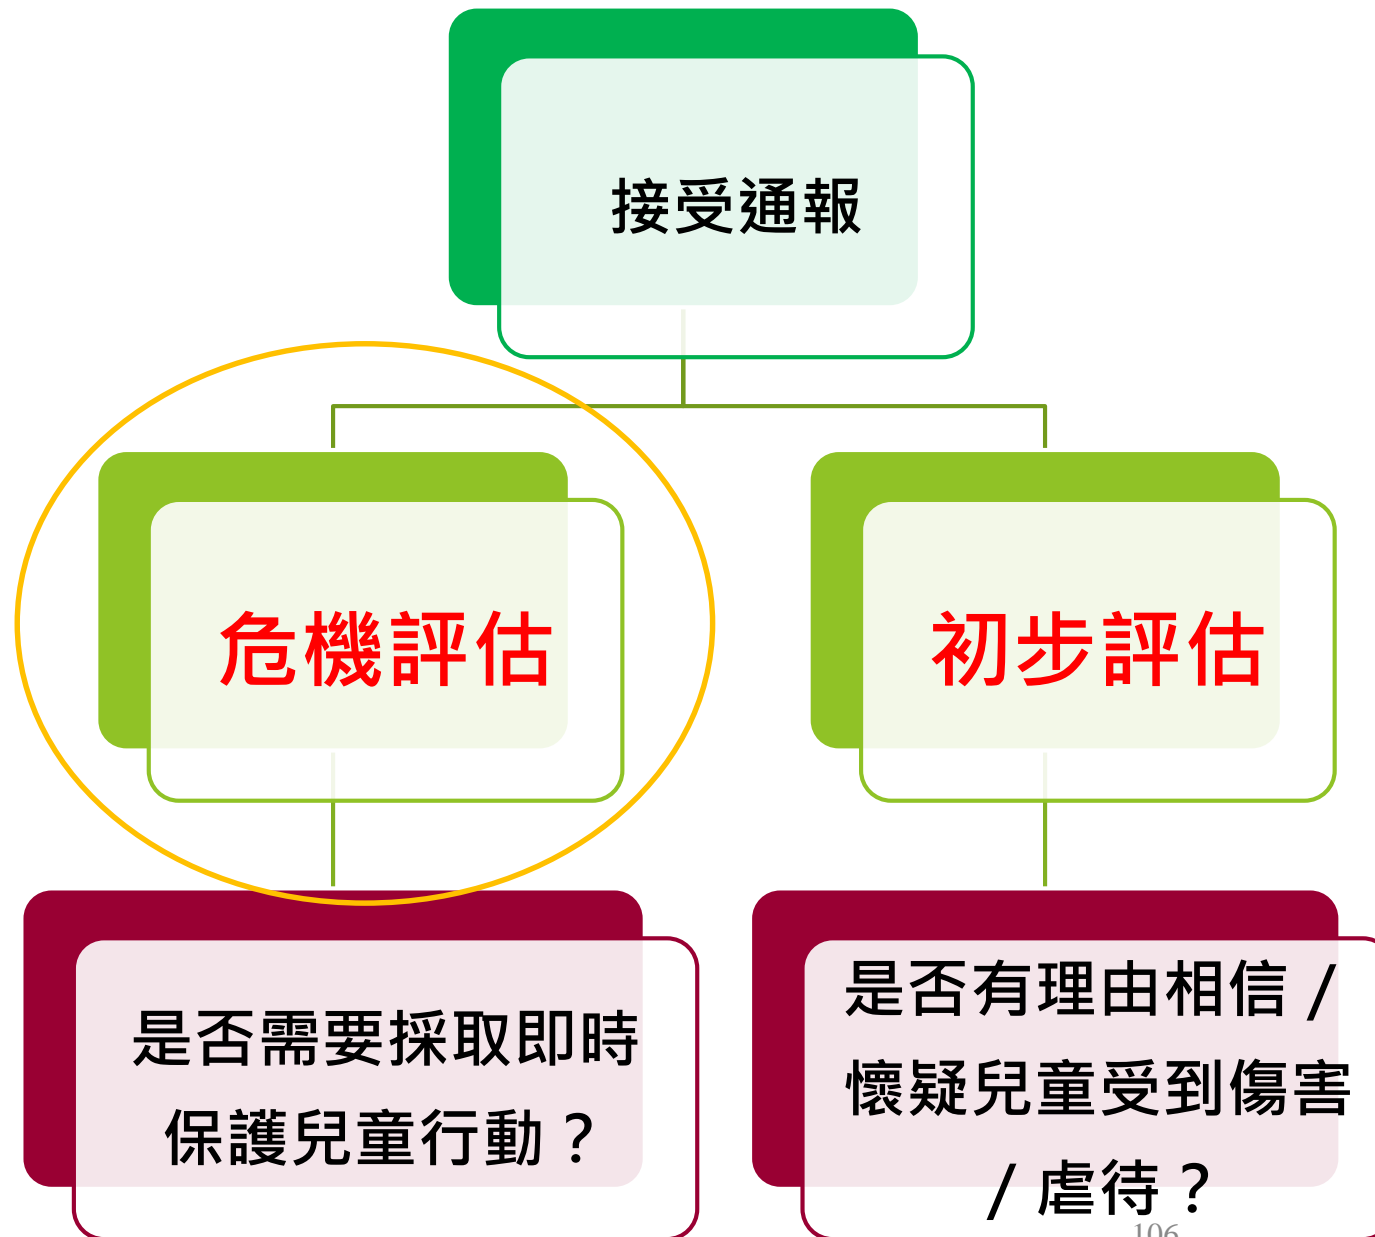 接受通報
危機評估
初步評估
是否需要採取即時
保護兒童行動？
是否有理由相信 /
懷疑兒童受到傷害
/ 虐待？
106